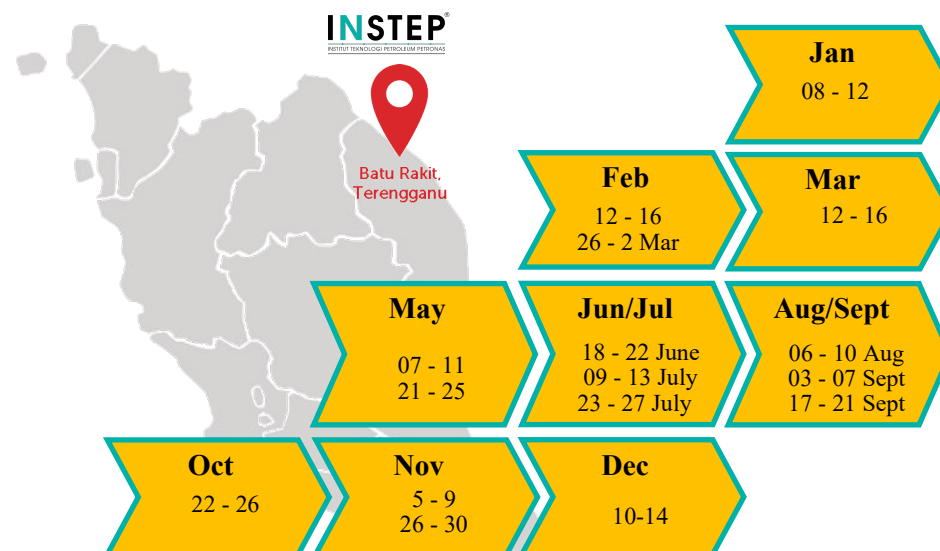 INSTEP®
INSTITUT TEKNOLOGI PETROLEUM PETRONAS
Batu Rakit,
Terengganu
Jan
08 - 12
Feb
12 - 16
26 - 2 Mar
Mar
12 - 16
May
07 - 11
21 - 25
Jun/Jul
18 - 22 June
09 - 13 July
23 - 27 July
Aug/Sept
06 - 10 Aug
03 - 07 Sept
17 - 21 Sept
Oct
22 - 26
Nov
5 - 9
26 - 30
Dec
10-14